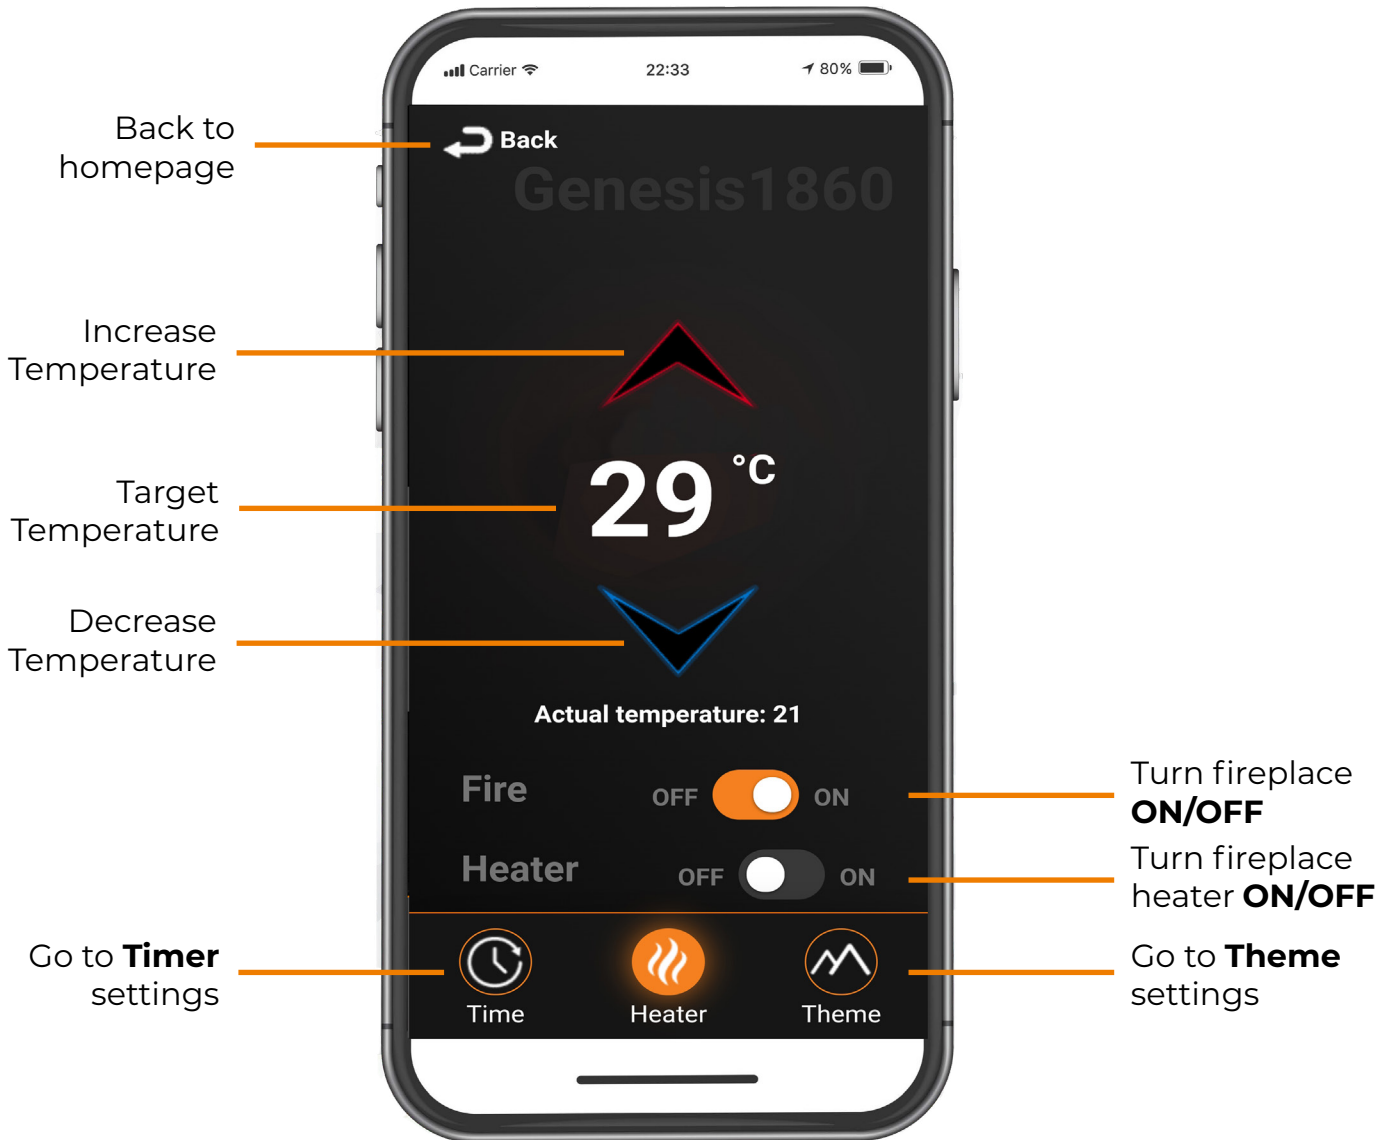 Carrier
22:33
80%
Back
Genesis1860
Back to
homepage
Increase
Temperature
29 °C
Target
Temperature
Decrease
Temperature
Actual temperature: 21
Fire OFF ON
Turn fireplace
ON/OFF
Heater OFF ON
Turn fireplace
heater ON/OFF
Go to Timer
settings
Time
Heater
Theme
Go to Theme
settings